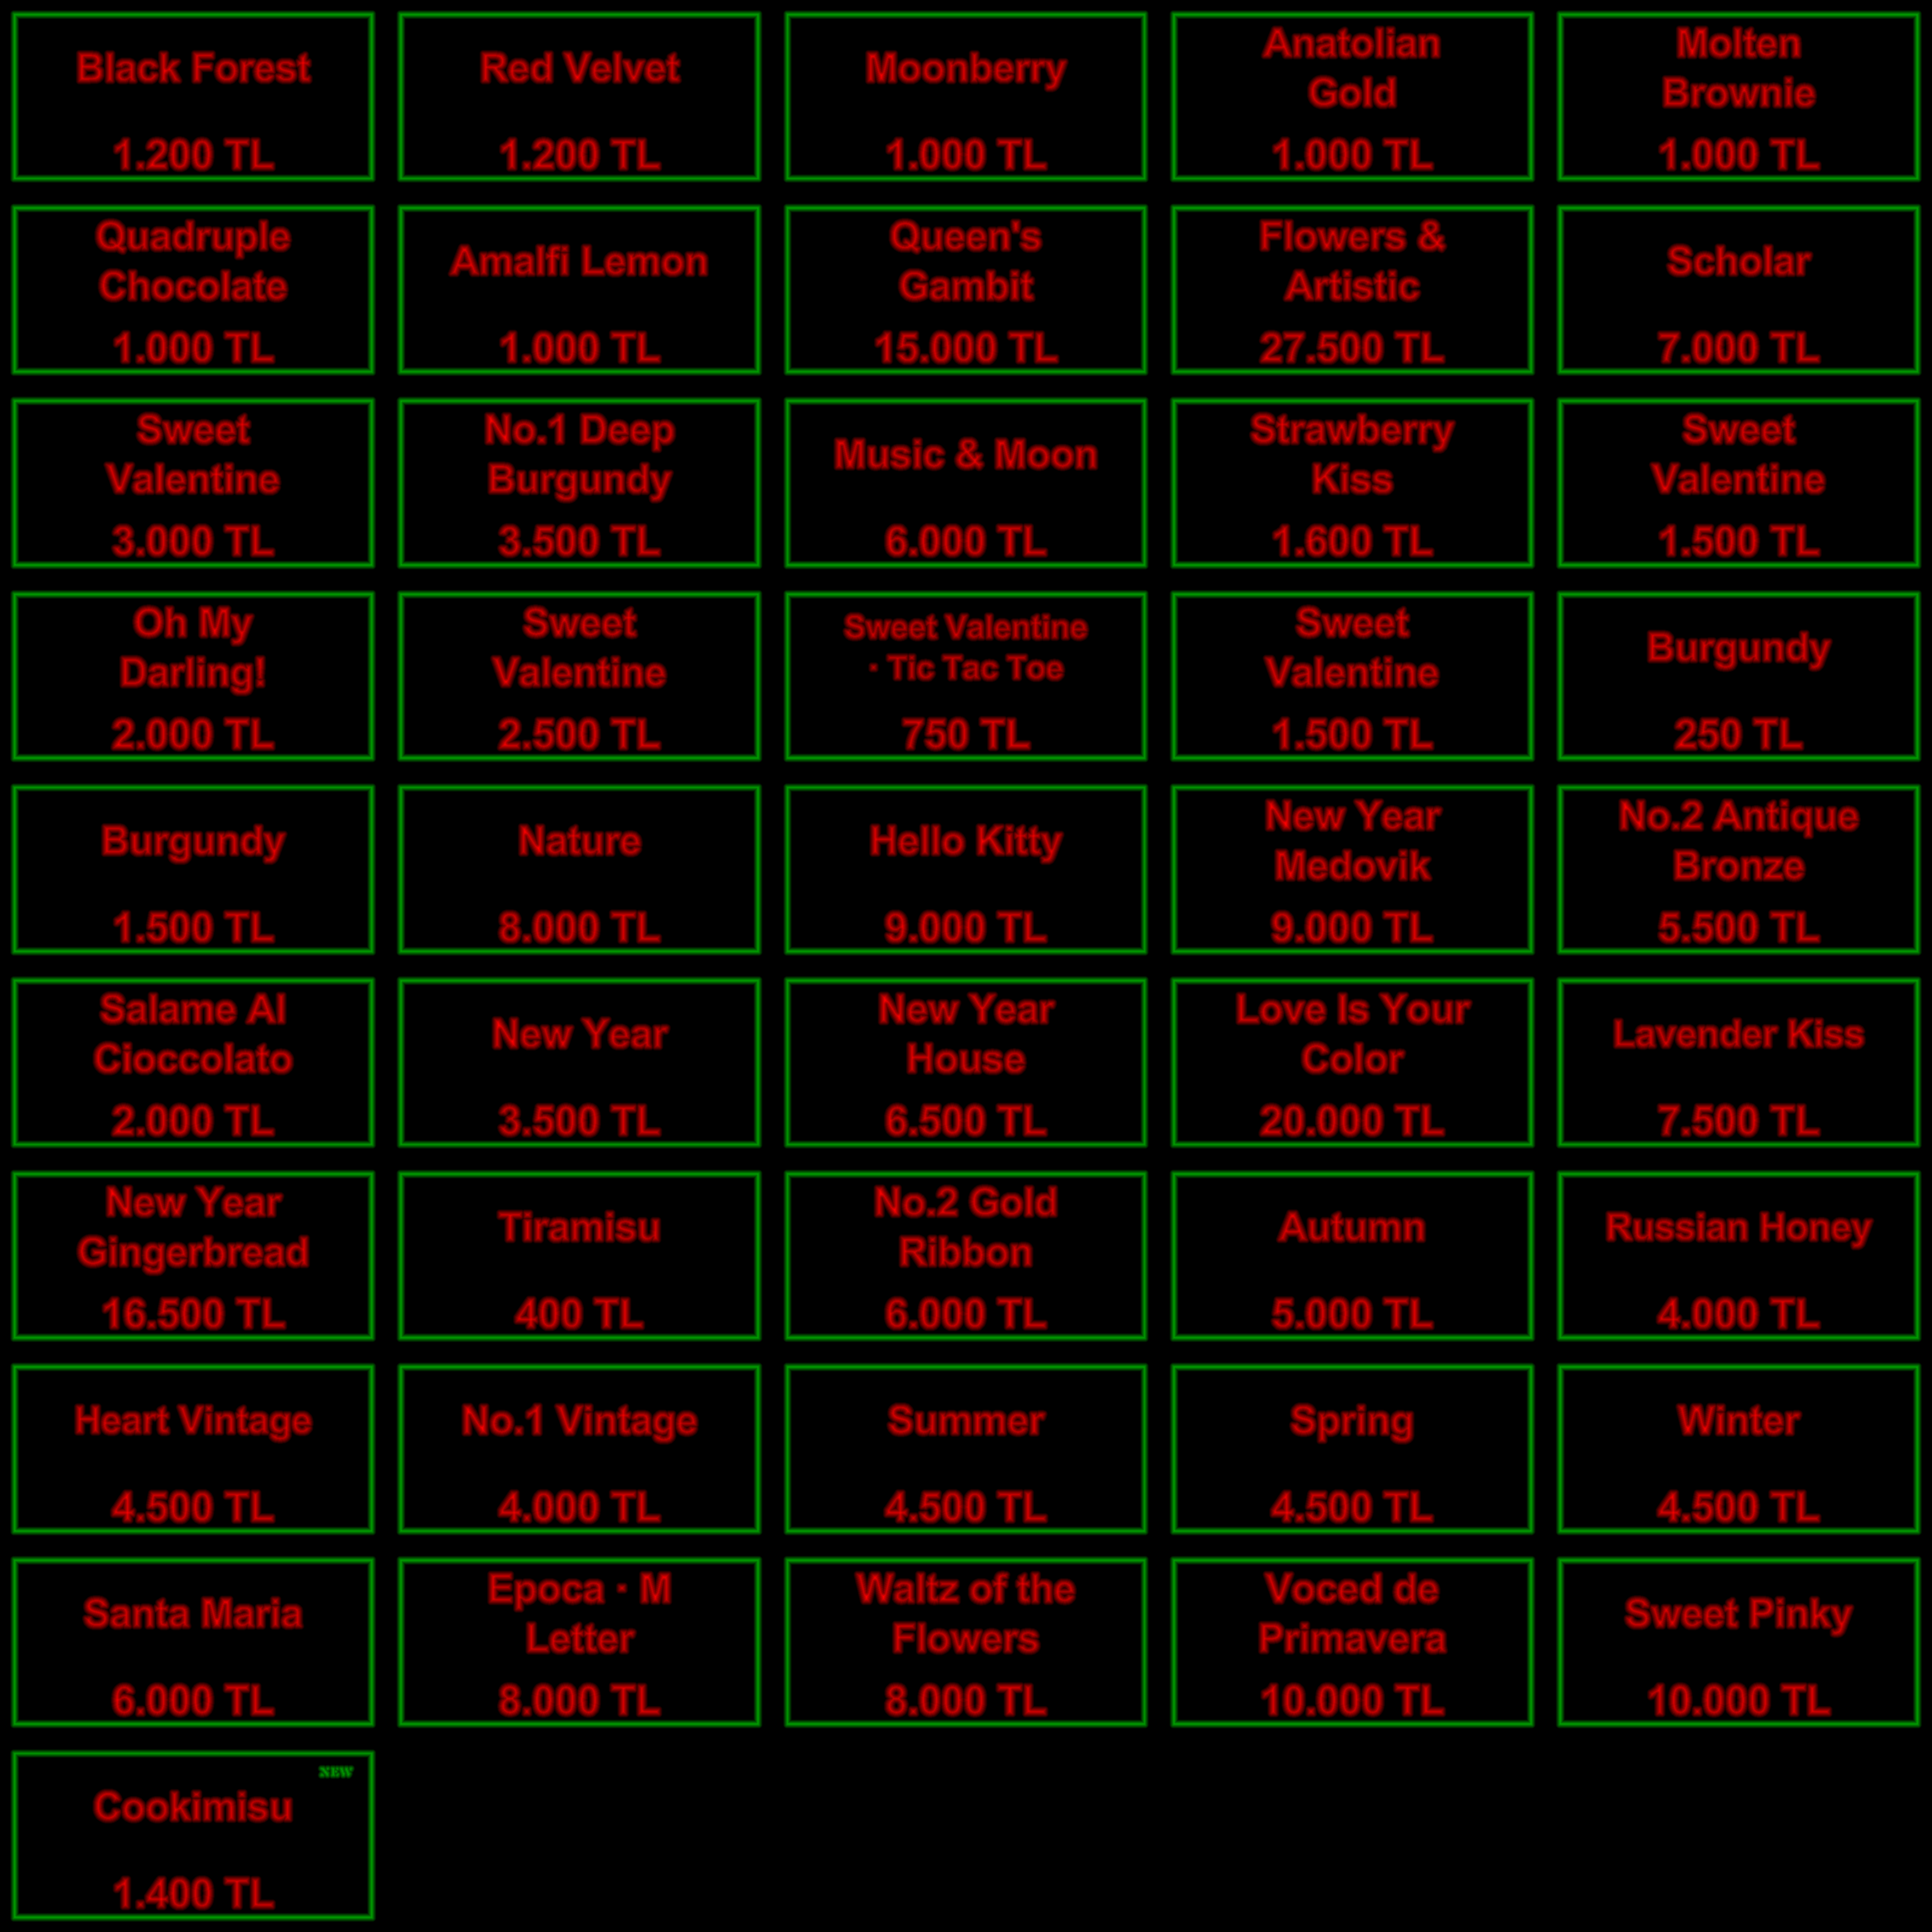 Black Forest
1.200 TL
Red Velvet
1.200 TL
Moonberry
1.000 TL
Anatolian
Gold
1.000 TL
Molten
Brownie
1.000 TL
Quadruple
Chocolate
1.000 TL
Amalfi Lemon
1.000 TL
Queen's
Gambit
15.000 TL
Flowers &
Artistic
27.500 TL
Scholar
7.000 TL
Sweet
Valentine
3.000 TL
No.1 Deep
Burgundy
3.500 TL
Music & Moon
6.000 TL
Strawberry
Kiss
1.600 TL
Sweet
Valentine
1.500 TL
Oh My
Darling!
2.000 TL
Sweet
Valentine
2.500 TL
Sweet Valentine
· Tic Tac Toe
750 TL
Sweet
Valentine
1.500 TL
Burgundy
250 TL
Burgundy
1.500 TL
Nature
8.000 TL
Hello Kitty
9.000 TL
New Year
Medovik
9.000 TL
No.2 Antique
Bronze
5.500 TL
Salame Al
Cioccolato
2.000 TL
New Year
3.500 TL
New Year
House
6.500 TL
Love Is Your
Color
20.000 TL
Lavender Kiss
7.500 TL
New Year
Gingerbread
16.500 TL
Tiramisu
400 TL
No.2 Gold
Ribbon
6.000 TL
Autumn
5.000 TL
Russian Honey
4.000 TL
Heart Vintage
4.500 TL
No.1 Vintage
4.000 TL
Summer
4.500 TL
Spring
4.500 TL
Winter
4.500 TL
Santa Maria
6.000 TL
Epoca · M
Letter
8.000 TL
Waltz of the
Flowers
8.000 TL
Voced de
Primavera
10.000 TL
Sweet Pinky
10.000 TL
NEW
Cookimisu
1.400 TL